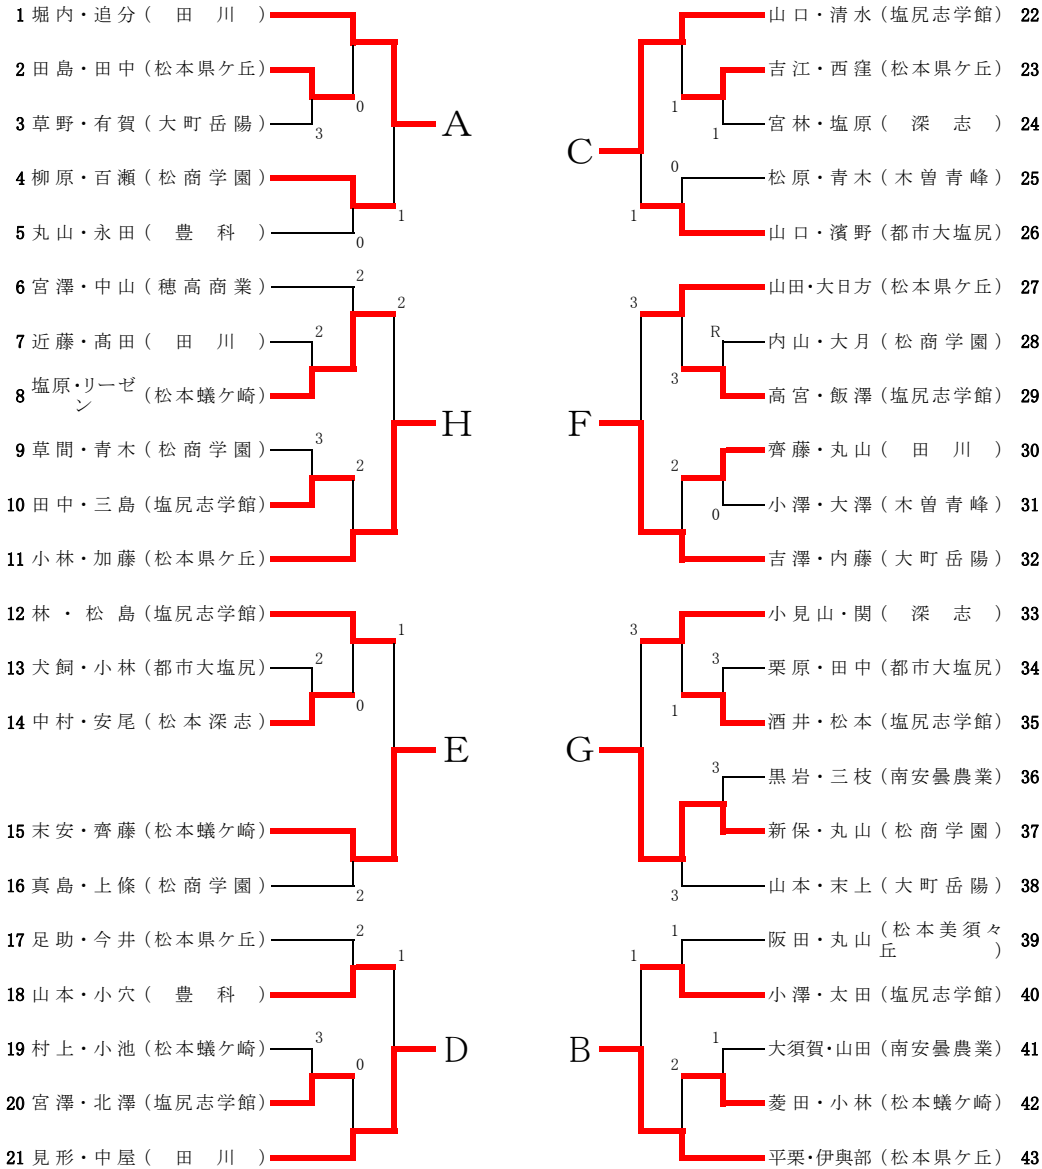 1 堀内・追分 (田川)
2 田島・田中 (松本県ケ丘)
0
3 草野・有賀 (大町岳陽)
3
A
4 柳原・百瀬 (松商学園)
1
5 丸山・永田 (豊科)
0
6 宮澤・中山 (穂高商業)
2
2
7 近藤・髙田 (田川)
2
8 塩原・リーゼン (松本蟻ケ崎)
H
9 草間・青木 (松商学園)
3
2
10 田中・三島 (塩尻志学館)
11 小林・加藤 (松本県ケ丘)
12 林・松島 (塩尻志学館)
1
13 犬飼・小林 (都市大塩尻)
2
14 中村・安尾 (松本深志)
0
E
15 末安・齊藤 (松本蟻ケ崎)
16 真島・上條 (松商学園)
2
17 足助・今井 (松本県ケ丘)
2
1
18 山本・小穴 (豊科)
19 村上・小池 (松本蟻ケ崎)
3
0
D
20 宮澤・北澤 (塩尻志学館)
21 見形・中屋 (田川)
山口・清水 (塩尻志学館) 22
吉江・西窪 (松本県ケ丘) 23
1
宮林・塩原 (深志) 24
1
C
0
松原・青木 (木曽青峰) 25
1
山口・濱野 (都市大塩尻) 26
山田・大日方 (松本県ケ丘) 27
3
R
内山・大月 (松商学園) 28
3
高宮・飯澤 (塩尻志学館) 29
F
齊藤・丸山 (田川) 30
2
小澤・大澤 (木曽青峰) 31
0
吉澤・内藤 (大町岳陽) 32
小見山・関 (深志) 33
3
3
栗原・田中 (都市大塩尻) 34
1
酒井・松本 (塩尻志学館) 35
G
3
黒岩・三枝 (南安曇農業) 36
新保・丸山 (松商学園) 37
山本・末上 (大町岳陽) 38
3
1
阪田・丸山 (松本美須々丘) 39
1
小澤・太田 (塩尻志学館) 40
B
1
大須賀・山田 (南安曇農業) 41
2
菱田・小林 (松本蟻ケ崎) 42
平栗・伊與部 (松本県ケ丘) 43